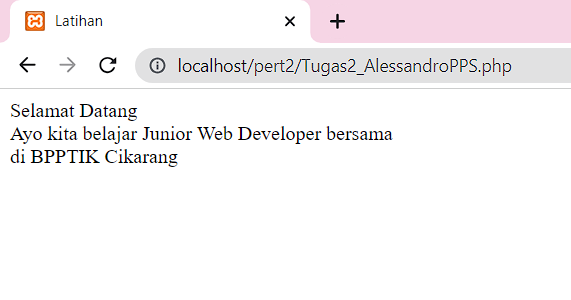 Latihan
localhost/pert2/Tugas2_AlessandroPPS.php
Selamat Datang
Ayo kita belajar Junior Web Developer bersama
di BPPTIK Cikarang